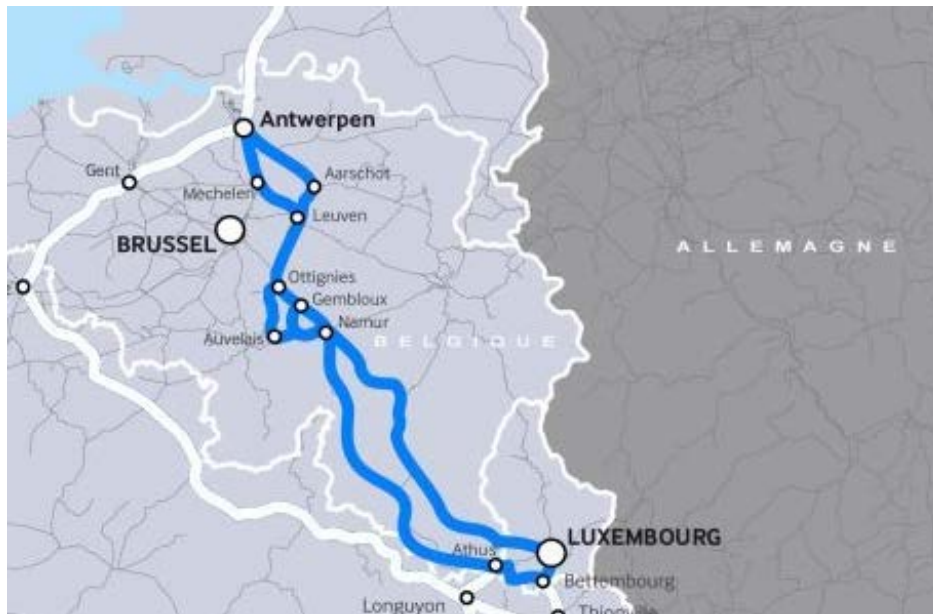 Antwerpen
Gent
Mechelen
Aarschot
Leuven
BRUSSEL
ALLEMAGNE
Ottignies
Gembloux
Namur
Auvelais
BELGIQUE
LUXEMBOURG
Athus
Bettembourg
Longuyon